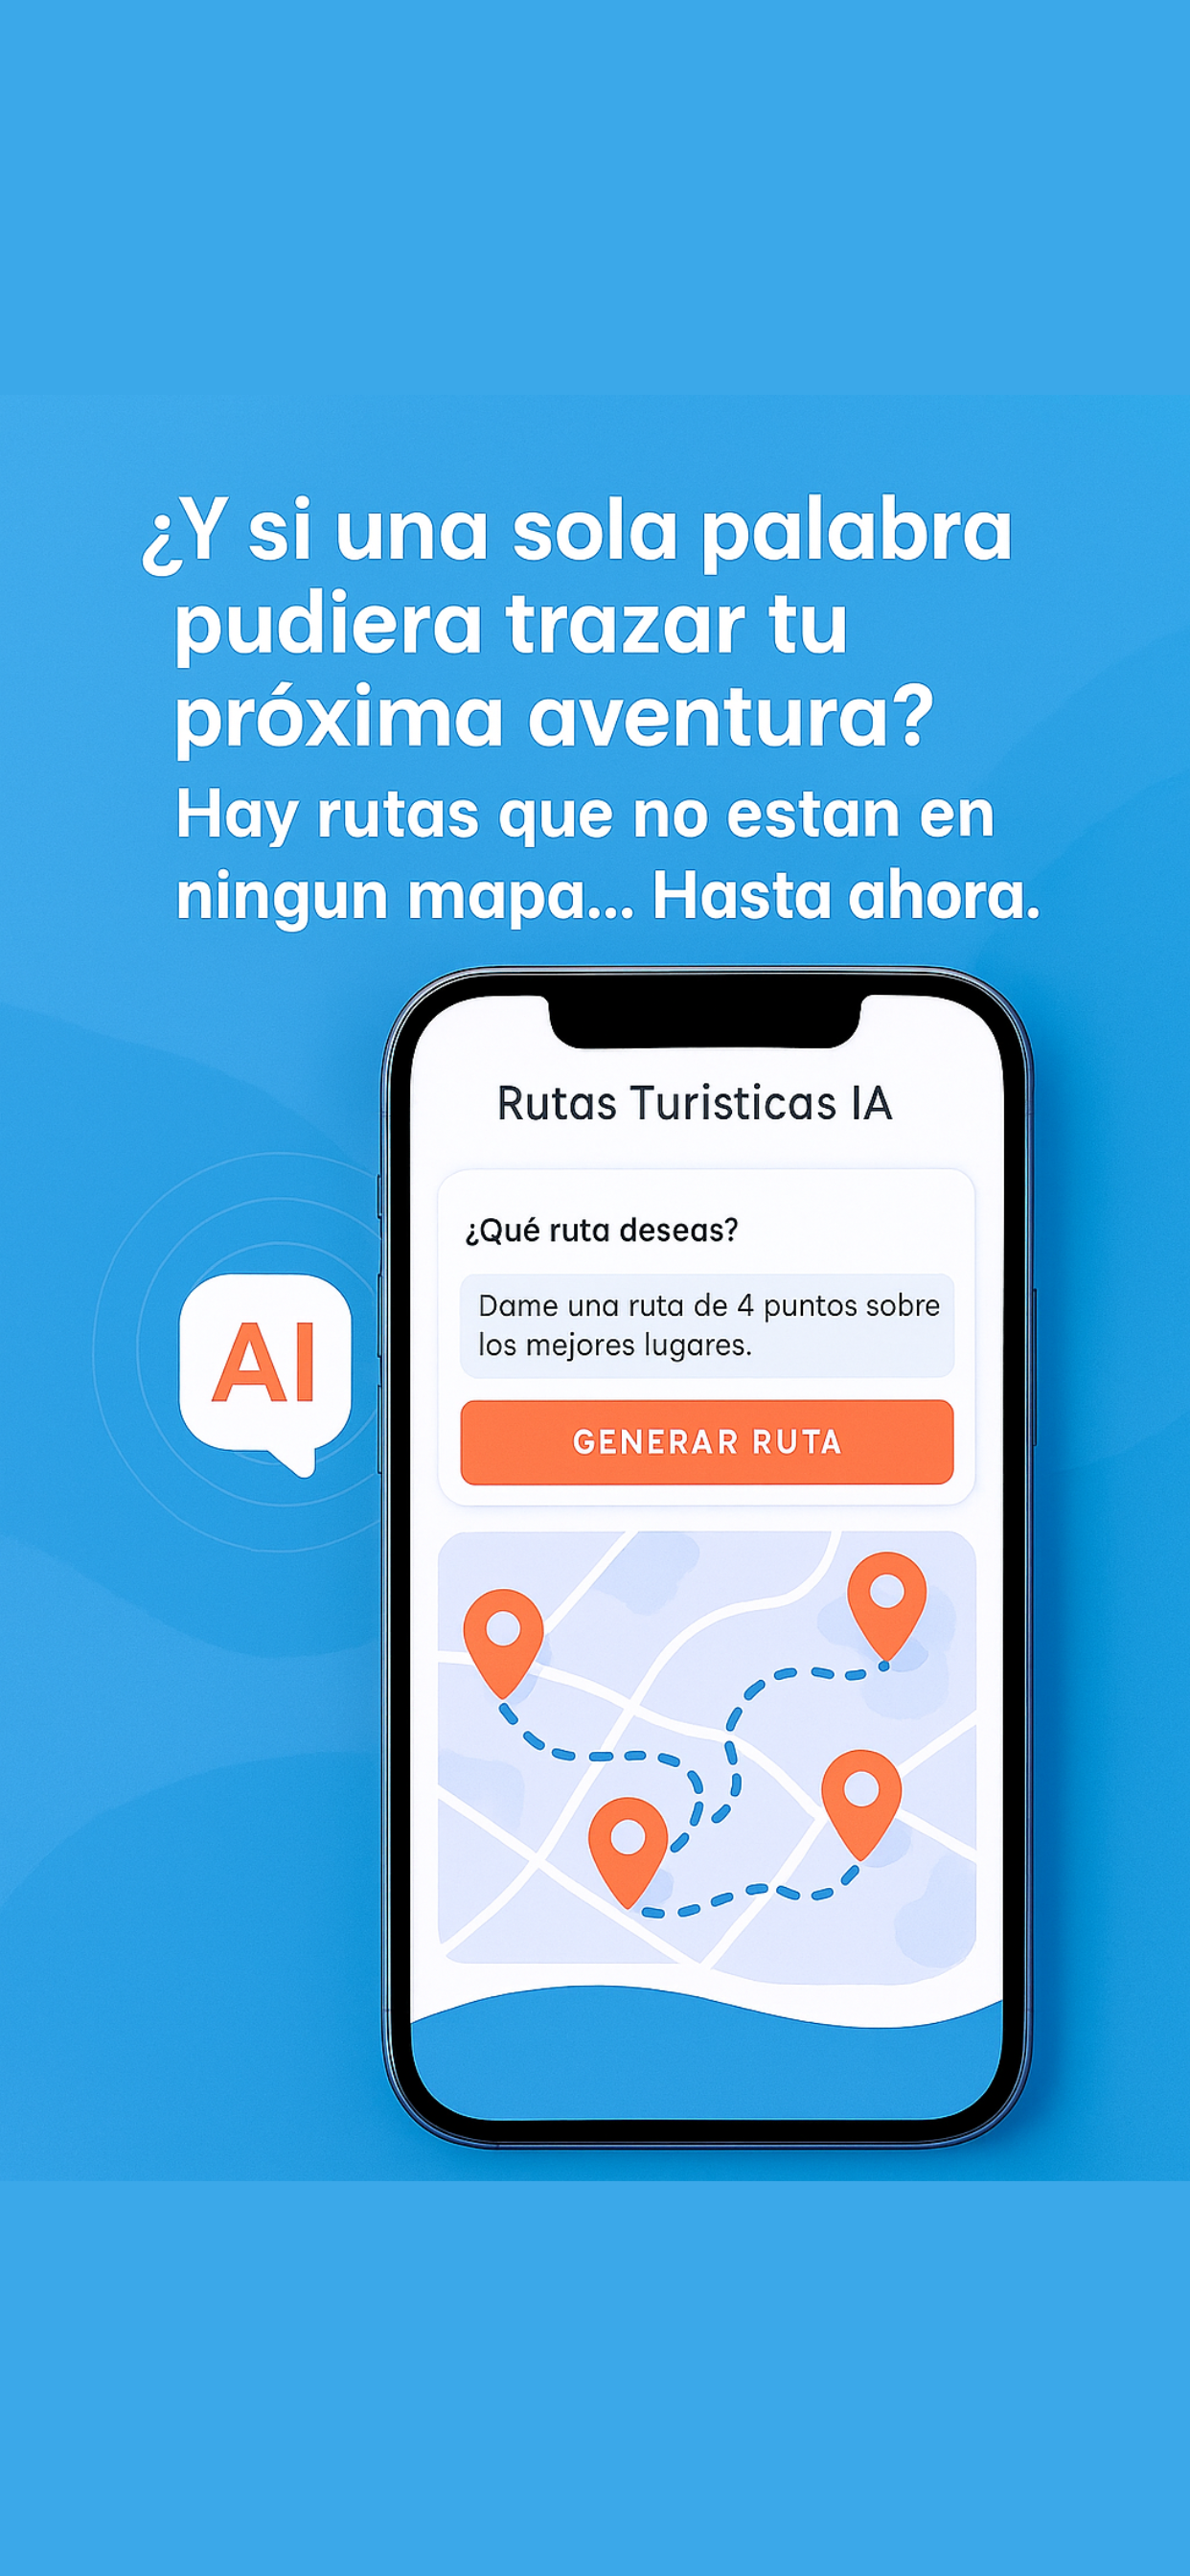 ¿Y si una sola palabra
pudiera trazar tu
próxima aventura?
Hay rutas que no estan en
ningun mapa... Hasta ahora.
Rutas Turisticas IA
¿Qué ruta deseas?
Dame una ruta de 4 puntos sobre
los mejores lugares.
AI
GENERAR RUTA